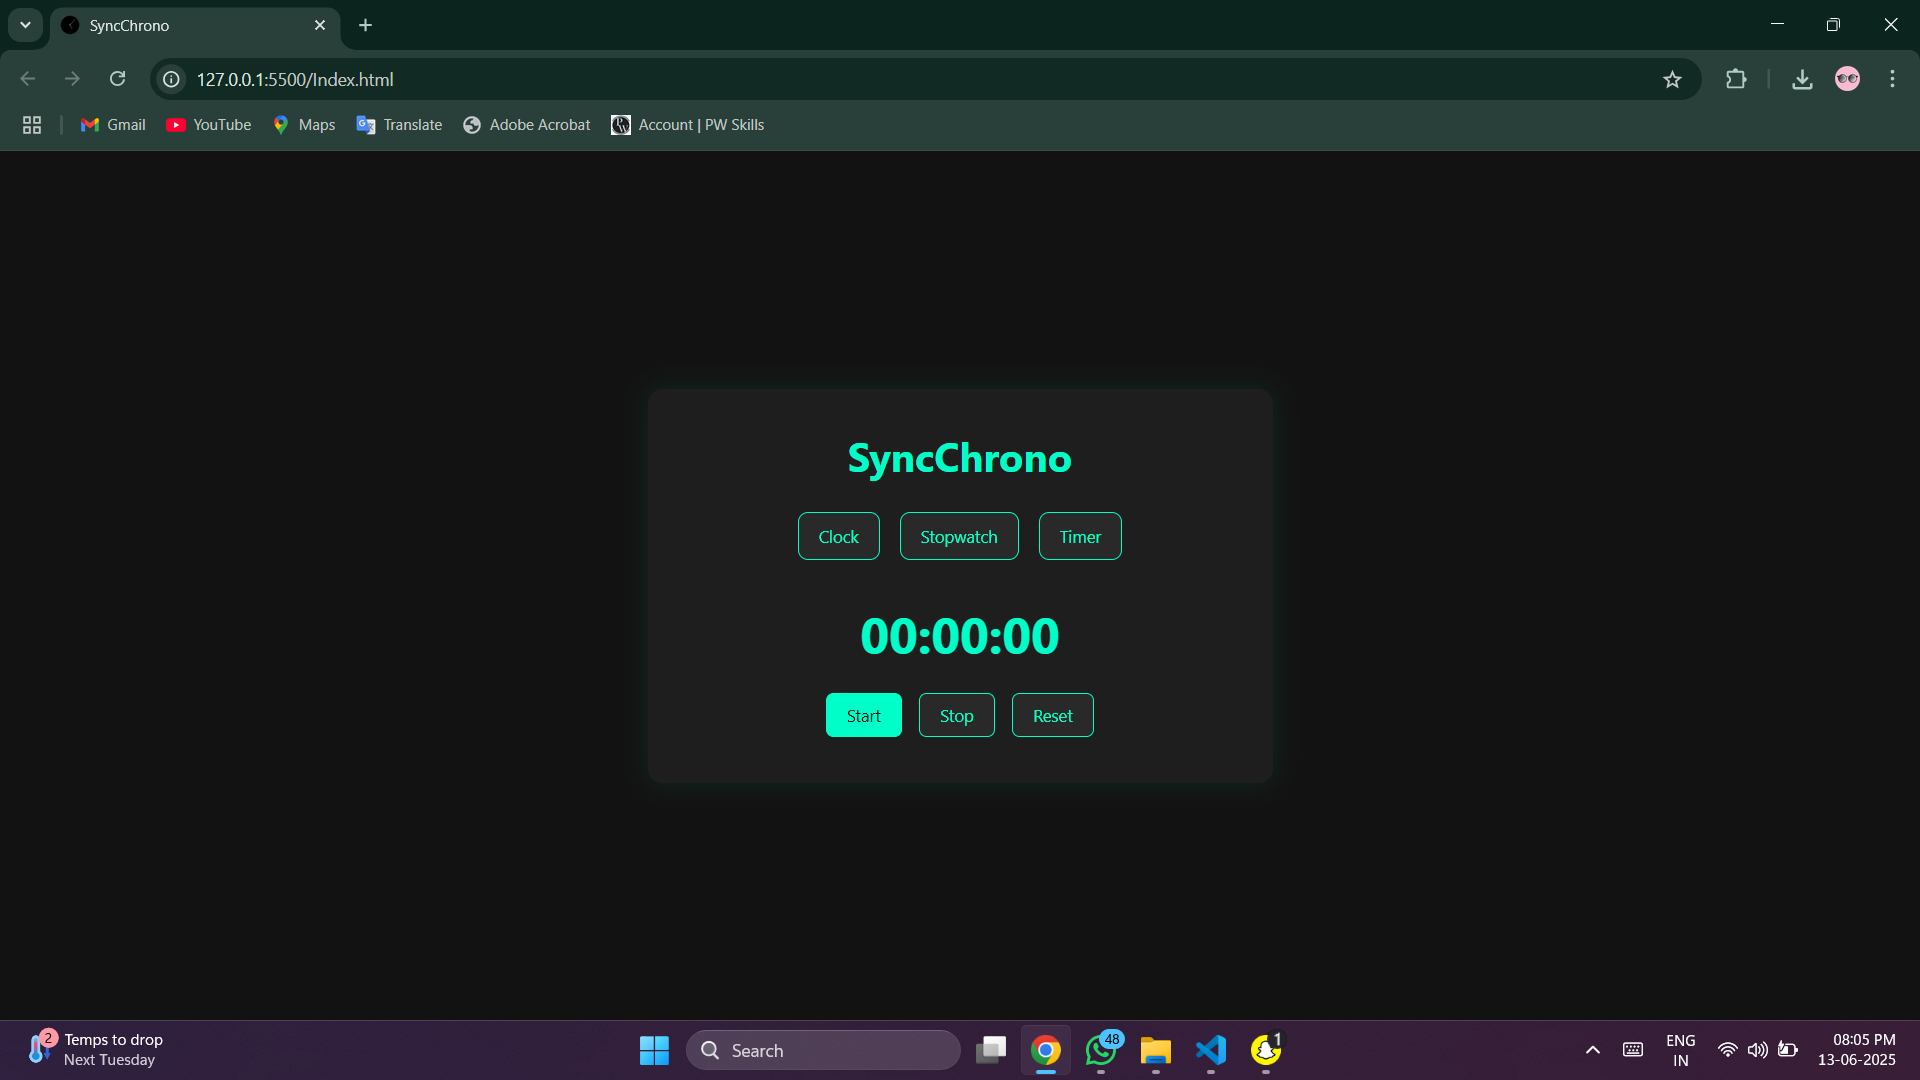 SyncChrono
127.0.0.1:5500/Index.html
Gmail YouTube Maps Translate Adobe Acrobat Account | PW Skills
SyncChrono
Clock Stopwatch Timer
00:00:00
Start Stop Reset
2 Temps to drop
Next Tuesday
Search
48
1
ENG
IN
08:05 PM
13-06-2025